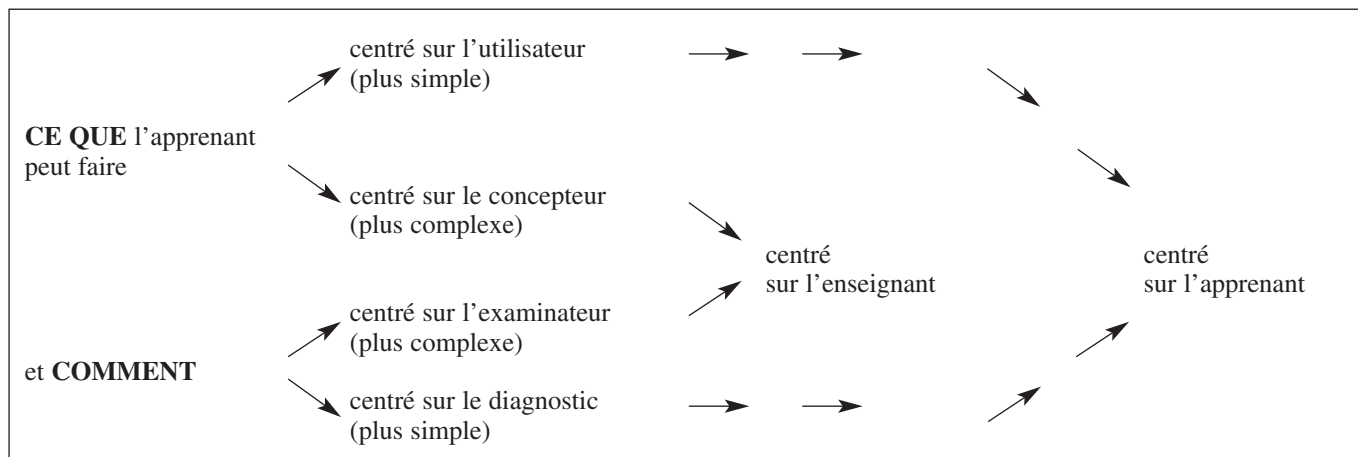 centré sur l’utilisateur
(plus simple)
CE QUE l’apprenant
peut faire
centré sur le concepteur
(plus complexe)
centré
sur l’enseignant
centré
sur l’apprenant
centré sur l’examinateur
(plus complexe)
et COMMENT
centré sur le diagnostic
(plus simple)